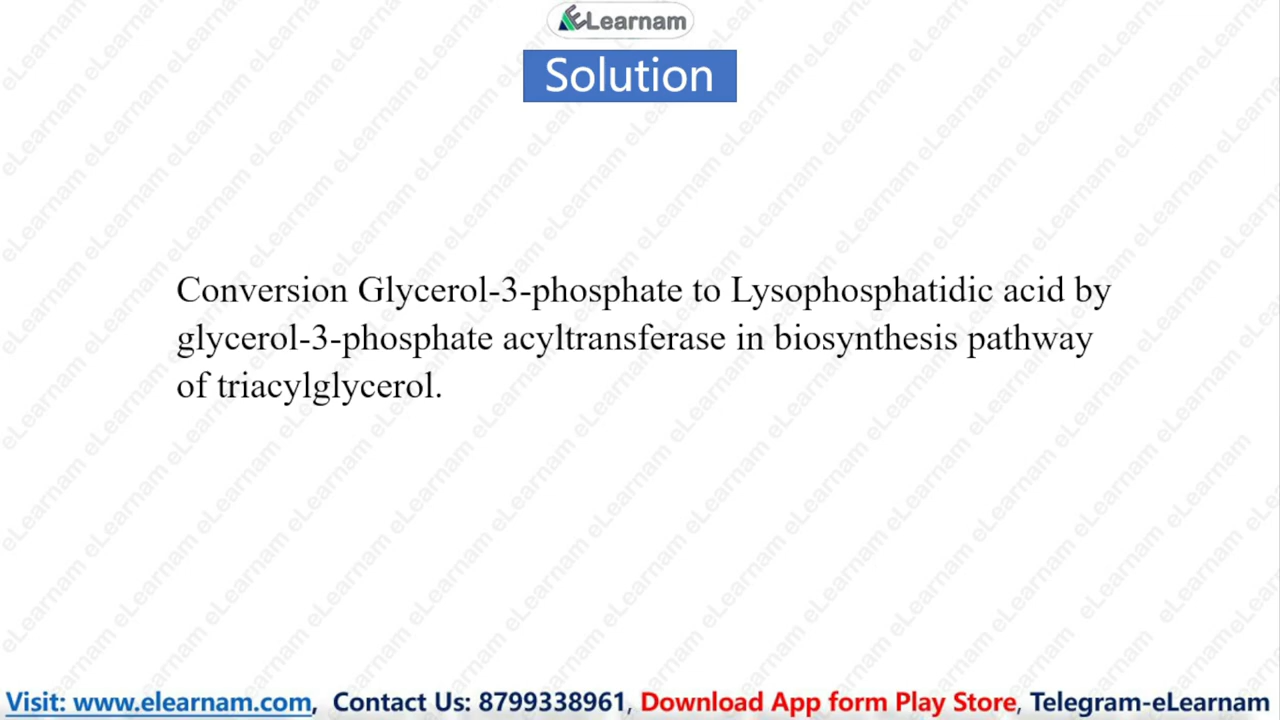 ELearnam
Solution
Conversion Glycerol-3-phosphate to Lysophosphatidic acid by
glycerol-3-phosphate acyltransferase in biosynthesis pathway
of triacylglycerol.
Visit: www.elearnam.com, Contact Us: 8799338961, Download App form Play Store, Telegram-eLearnam